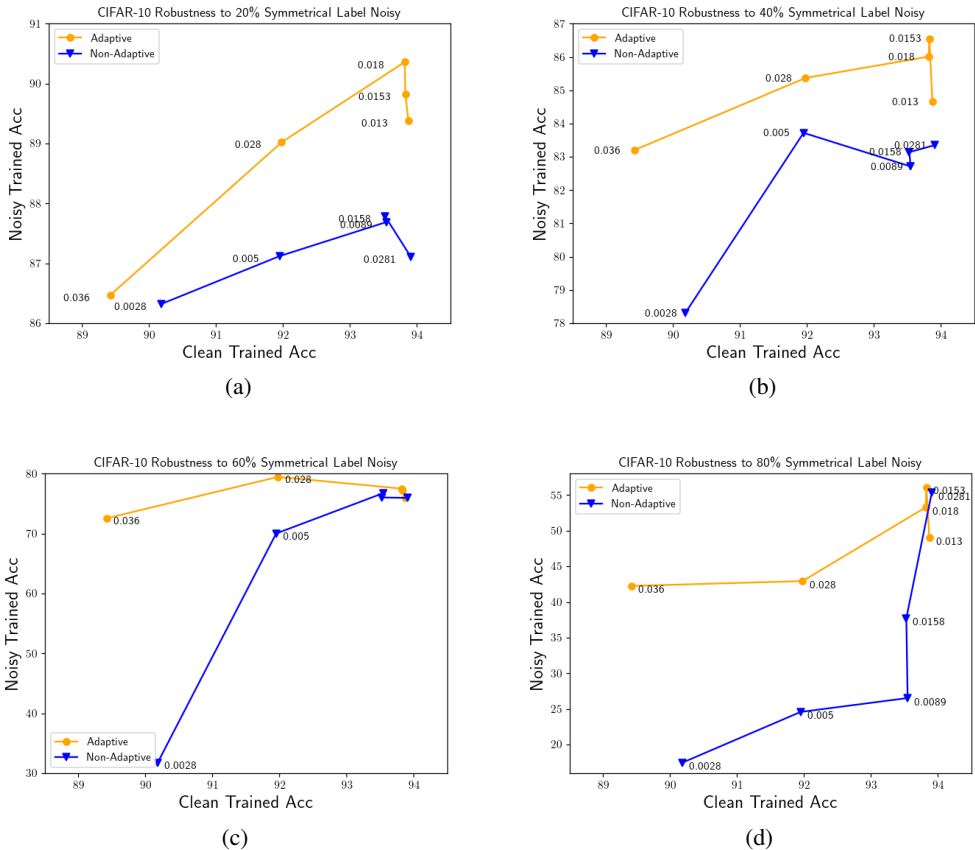 CIFAR-10 Robustness to 20% Symmetrical Label Noisy
91
90
89
88
87
86
Noisy Trained Acc
Adaptive
Non-Adaptive
0.018
0.0153
0.013
0.028
0.036
0.0158
0.0089
0.005
0.0281
0.0028
89 90 91 92 93 94
Clean Trained Acc
(a)
CIFAR-10 Robustness to 40% Symmetrical Label Noisy
87
86
85
84
83
82
81
80
79
78
Noisy Trained Acc
Adaptive
Non-Adaptive
0.0153
0.018
0.028
0.013
0.036
0.005
0.0281
0.0158
0.0089
0.0028
89 90 91 92 93 94
Clean Trained Acc
(b)
CIFAR-10 Robustness to 60% Symmetrical Label Noisy
80
70
60
50
40
30
Noisy Trained Acc
0.028
0.036
0.005
0.0028
Adaptive
Non-Adaptive
89 90 91 92 93 94
Clean Trained Acc
(c)
CIFAR-10 Robustness to 80% Symmetrical Label Noisy
55
50
45
40
35
30
25
20
Noisy Trained Acc
Adaptive
Non-Adaptive
0.0153
0.0281
0.018
0.013
0.036
0.028
0.0158
0.0089
0.005
0.0028
89 90 91 92 93 94
Clean Trained Acc
(d)